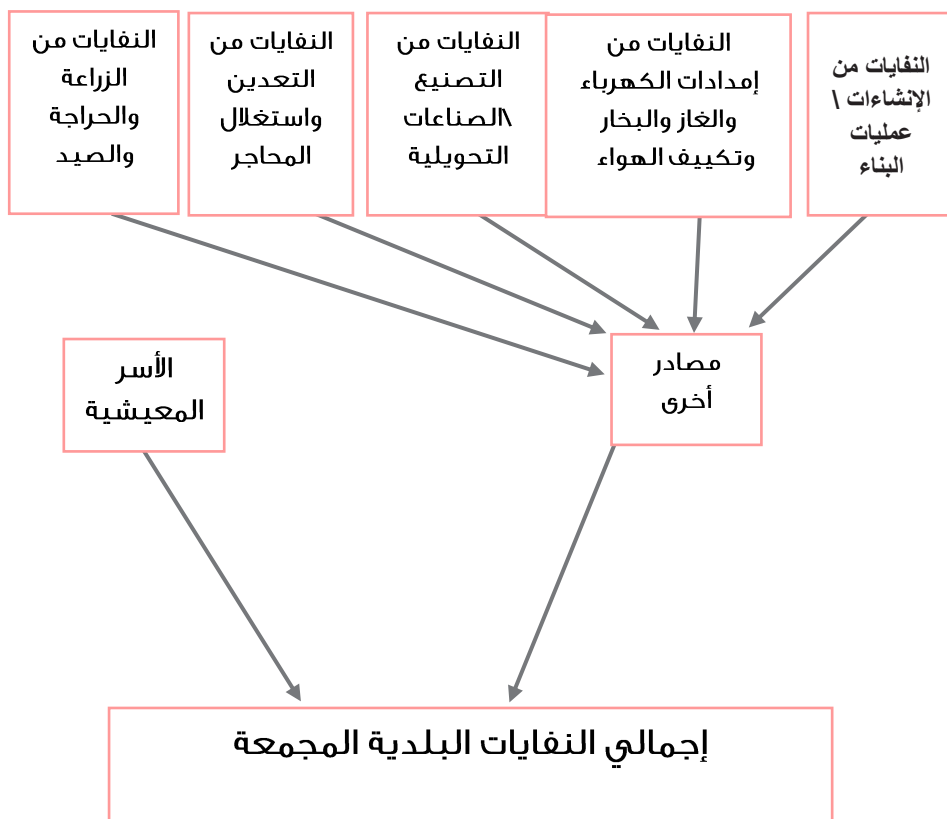 النفايات من
الإنشاءات \
عمليات
البناء
النفايات من
إمدادات الكهرباء
والغاز والبخار
وتكييف الهواء
النفايات من
التصنيع
\الصناعات
التحويلية
النفايات من
التعدين
واستغلال
المحاجر
النفايات من
الزراعة
والحراجة
والصيد
مصادر
أخرى
الأسر
المعيشية
إجمالي النفايات البلدية المجمعة